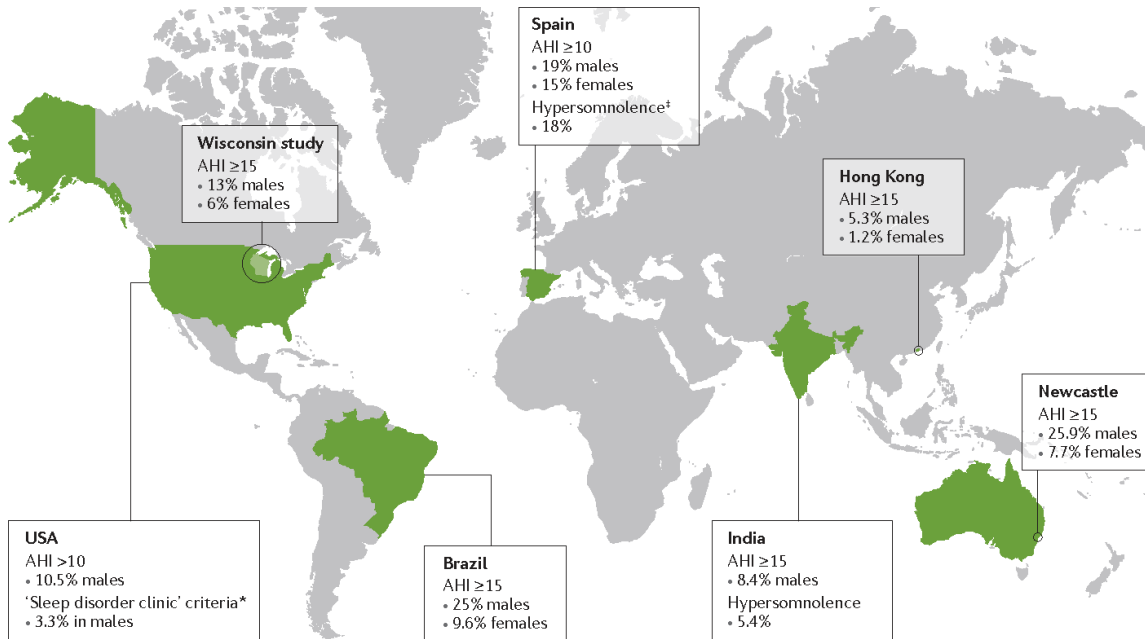 Spain
AHI ≥10
• 19% males
• 15% females
Hypersomnolence‡
• 18%
Wisconsin study
AHI ≥15
• 13% males
• 6% females
Hong Kong
AHI ≥15
• 5.3% males
• 1.2% females
Newcastle
AHI ≥15
• 25.9% males
• 7.7% females
USA
AHI >10
• 10.5% males
‘Sleep disorder clinic’ criteria*
• 3.3% in males
Brazil
AHI ≥15
• 25% males
• 9.6% females
India
AHI ≥15
• 8.4% males
Hypersomnolence
• 5.4%